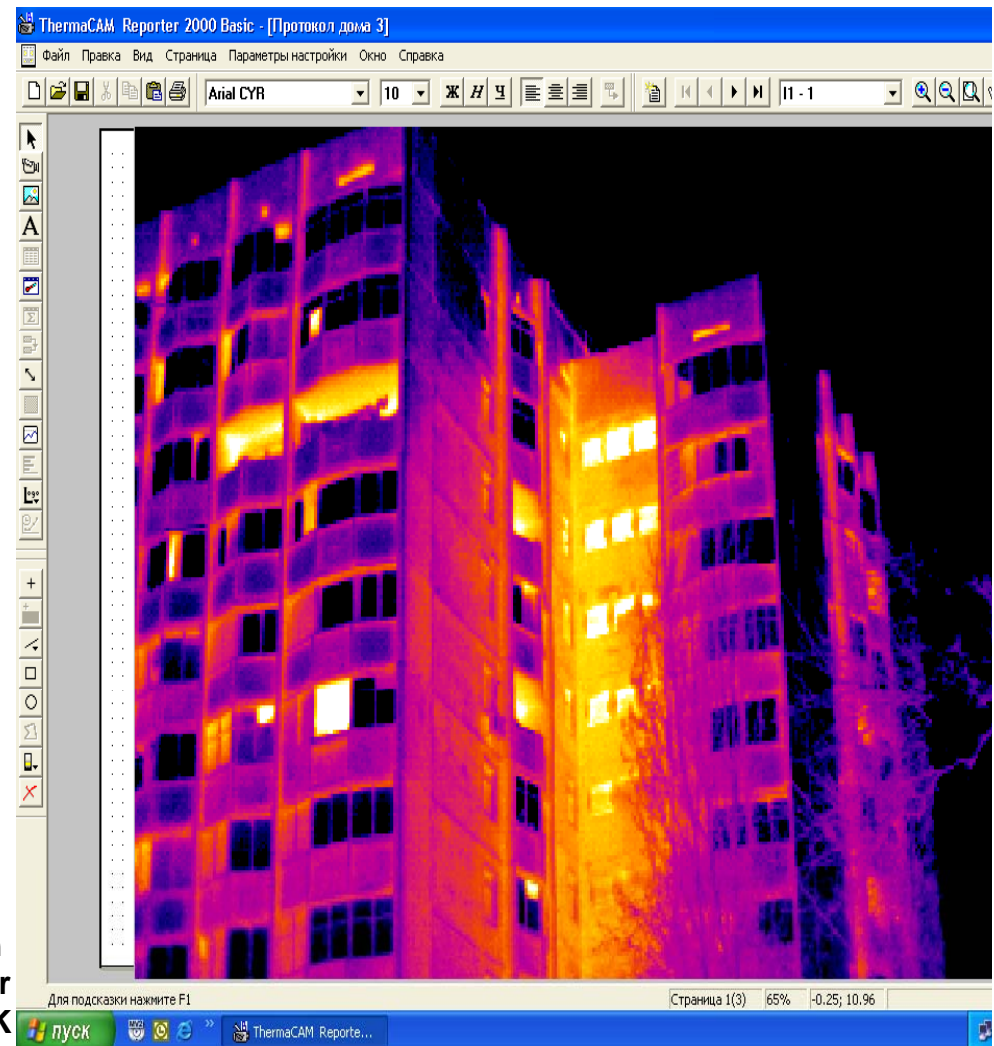 ThermaCAM Reporter 2000 Basic - [Протокол дома 3]
Файл Правка Вид Страница Параметры настройки Окно Справка
Arial CYR 10 Ж Н Ч I1 - 1
A
r
К
Для подсказки нажмите F1 Страница 1(3) 65% -0.25; 10.96
пуск » ThermaCAM Reporte...